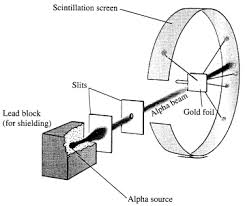 Scintillation screen
Slits
Lead block
(for shielding)
Alpha beam
Gold foil
Alpha source